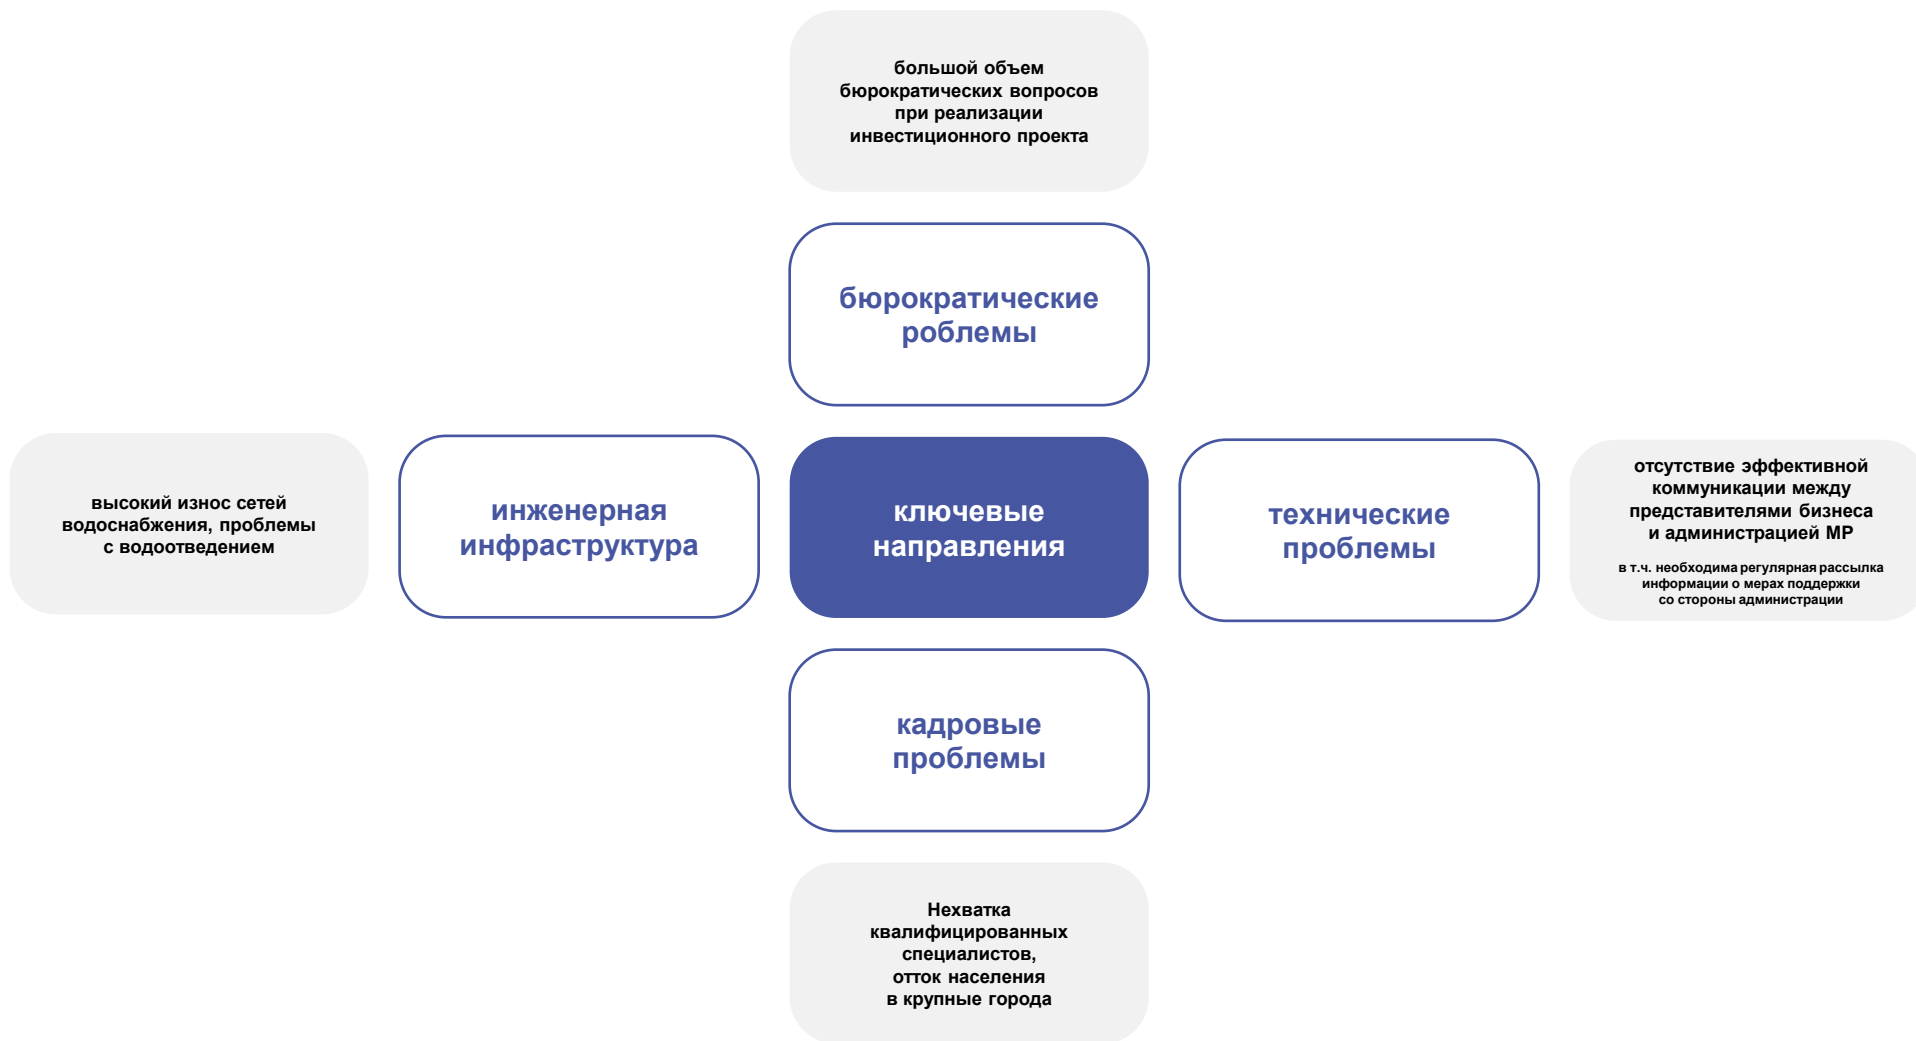 большой объем
бюрократических вопросов
при реализации
инвестиционного проекта
бюрократические
роблемы
высокий износ сетей
водоснабжения, проблемы
с водоотведением
инженерная
инфраструктура
ключевые
направления
технические
проблемы
отсутствие эффективной
коммуникации между
представителями бизнеса
и администрацией МР
в т.ч. необходима регулярная рассылка
информации о мерах поддержки
со стороны администрации
кадровые
проблемы
Нехватка
квалифицированных
специалистов,
отток населения
в крупные города